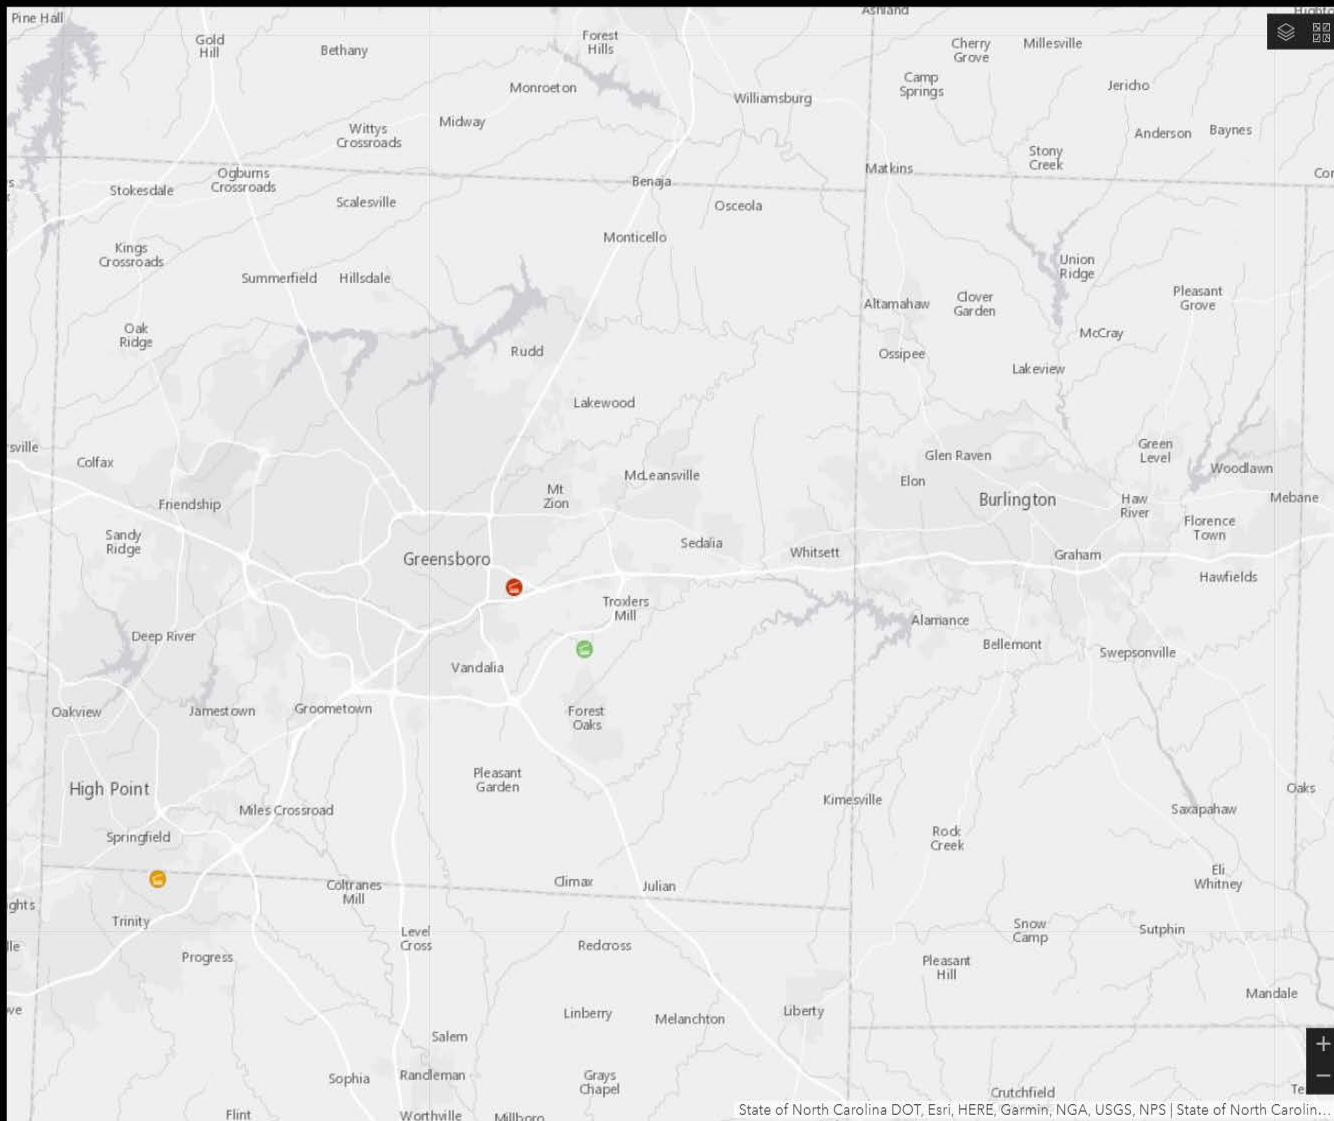 Pine Hall
Gold
Hill
Bethany
Forest
Hills
Ashland
Cherry
Grove
Millesville
Camp
Springs
Monroeton
Williamsburg
Jericho
Midway
Wittys
Crossroads
Anderson
Baynes
Stony
Creek
Matkins
Ogburns
Crossroads
Stokesdale
Benaja
Scalesville
Osceola
Monticello
Kings
Crossroads
Union
Ridge
Summerfield
Hillsdale
Pleasant
Grove
Altamahaw
Clover
Garden
Oak
Ridge
McCray
Rudd
Ossipee
Lakeview
Lakewood
sville
Colfax
Glen Raven
Green
Level
Woodlawn
McLeansville
Elon
Mt
Zion
Burlington
Haw
River
Mebane
Friendship
Florence
Town
Sandy
Ridge
Sedalia
Whitsett
Graham
Greensboro
Hawfields
Troxlers
Mill
Alamance
Deep River
Bellemont
Swepsonville
Vandalia
Oakview
Jamestown
Groometown
Forest
Oaks
Pleasant
Garden
High Point
Oaks
Kimesville
Miles Crossroad
Saxapahaw
Springfield
Rock
Creek
Eli
Whitney
Coltranes
Mill
Climax
Julian
ghts
Trinity
Snow
Camp
Sutphin
Level
Cross
Redcross
Progress
Pleasant
Hill
Mandale
Linberry
Melanchton
Liberty
Salem
Sophia
Randleman
Grays
Chapel
Crutchfield
Flint
Worthville
Millboro
State of North Carolina DOT, Esri, HERE, Garmin, NGA, USGS, NPS | State of North Carolin...